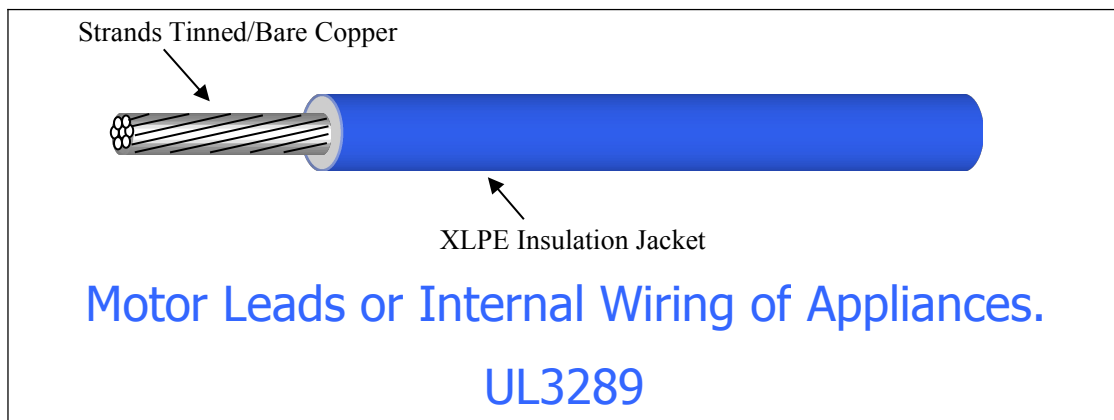 Strands Tinned/Bare Copper
XLPE Insulation Jacket
Motor Leads or Internal Wiring of Appliances.
UL3289